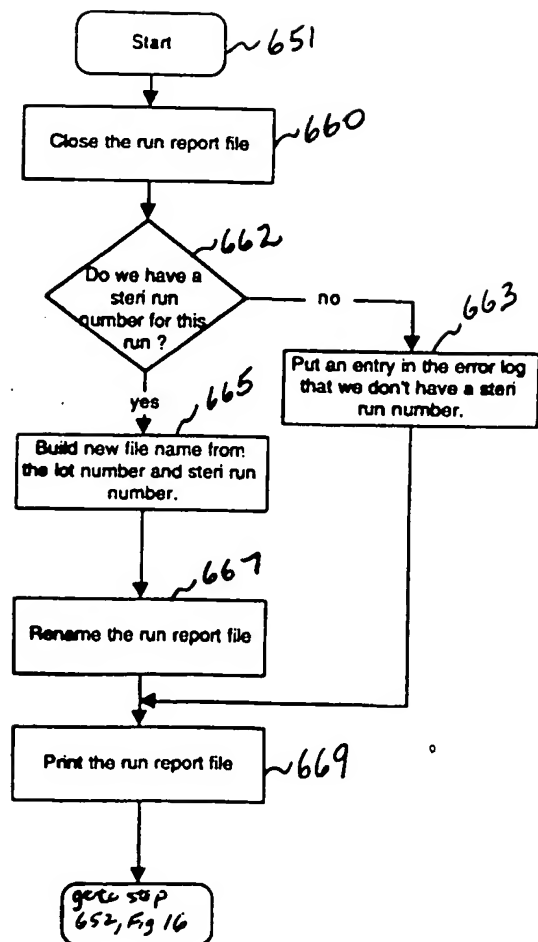 Start
651
Close the run report file
660
662
Do we have a
steri run
number for this
run ?
no
663
Put an entry in the error log
that we don't have a steri
run number.
yes
665
Build new file name from
the lot number and steri run
number.
667
Rename the run report file
Print the run report file
669
goto step
652, Fig 16